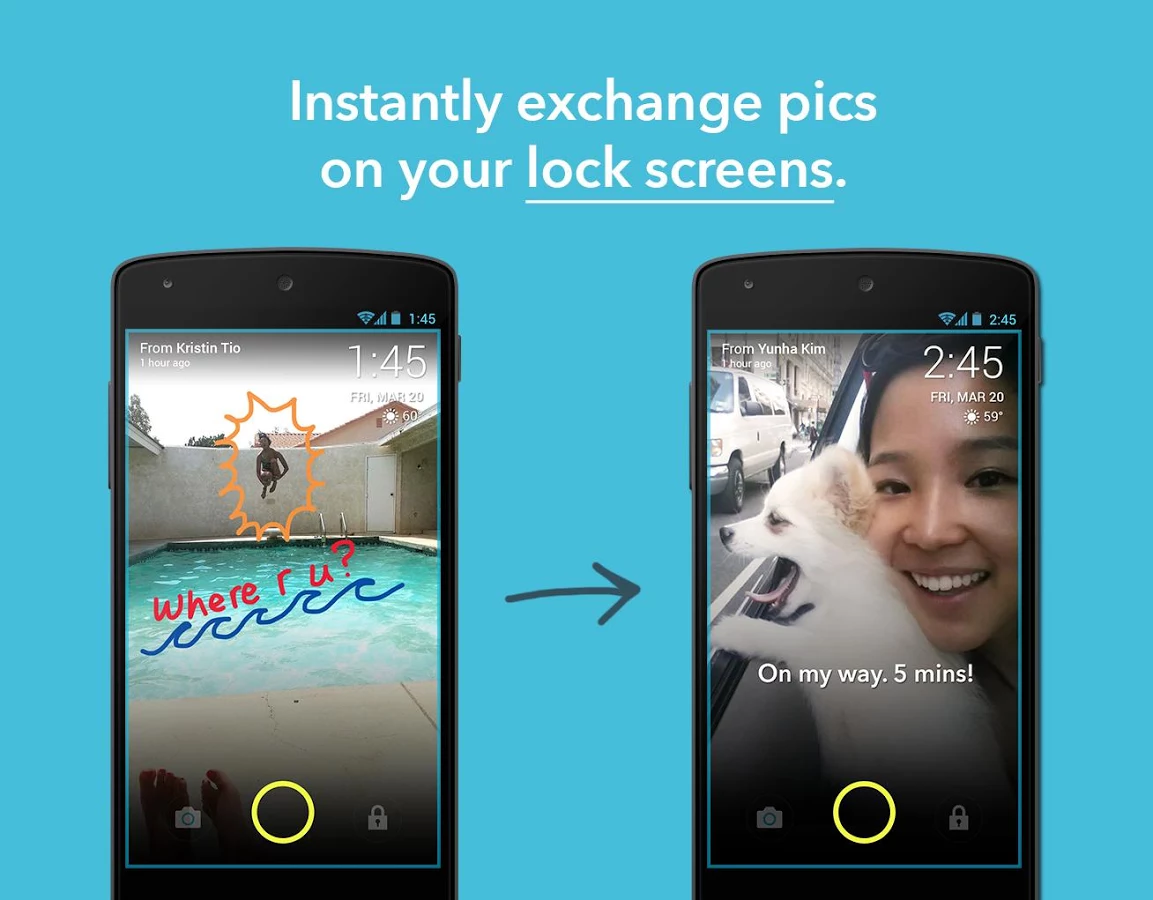 Instantly exchange pics
on your lock screens.
1:45
From Kristin Tio
1 hour ago
1:45
FRI, MAR 20
60
Where r u?
2:45
From Yunha Kim
1 hour ago
2:45
FRI, MAR 20
59°
On my way. 5 mins!